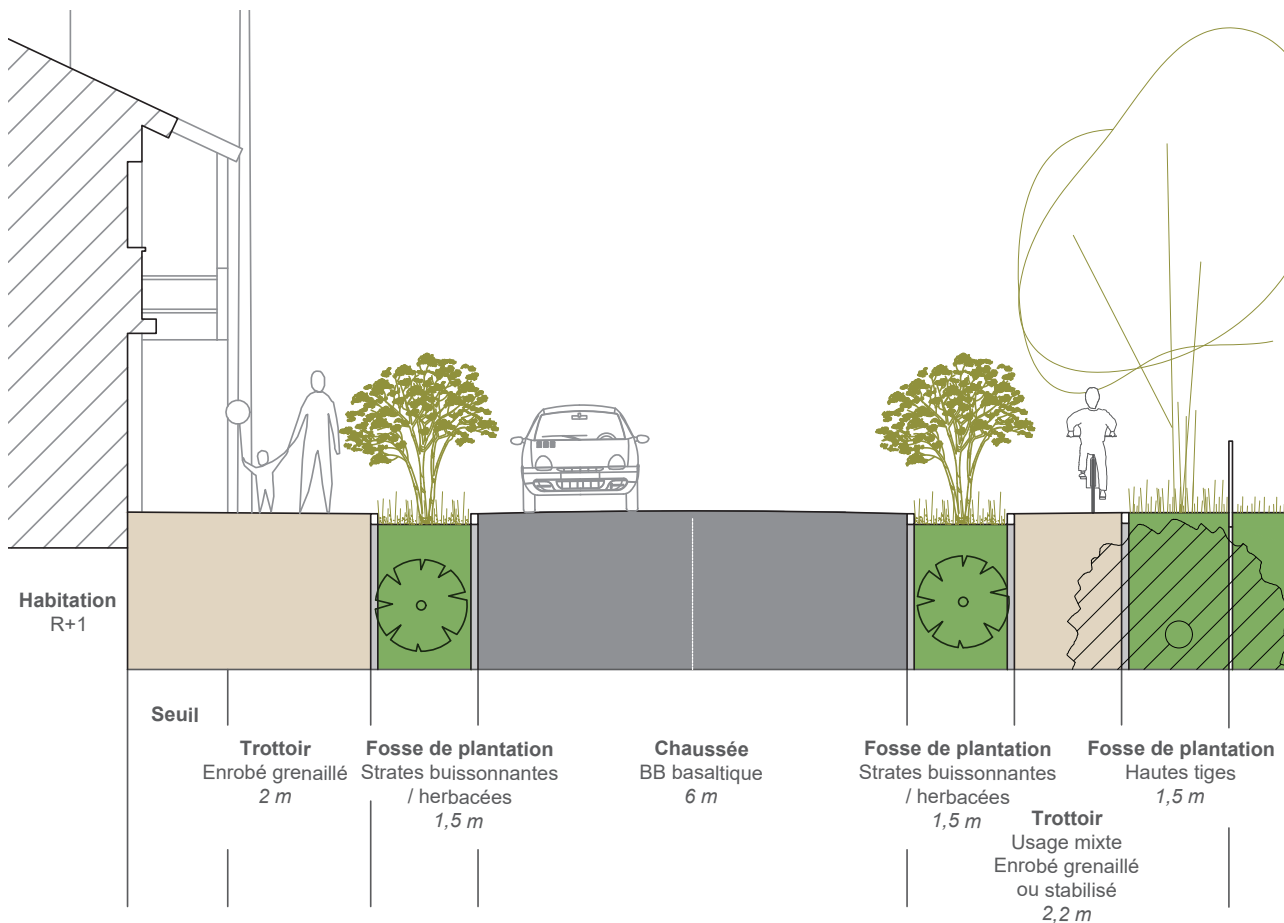 Habitation
R+1
Seuil
Trottoir
Enrobé grenaillé
2 m
Fosse de plantation
Strates buissonnantes
/ herbacées
1,5 m
Chaussée
BB basaltique
6 m
Fosse de plantation
Strates buissonnantes
/ herbacées
1,5 m
Trottoir
Usage mixte
Enrobé grenaillé
ou stabilisé
2,2 m
Fosse de plantation
Hautes tiges
1,5 m